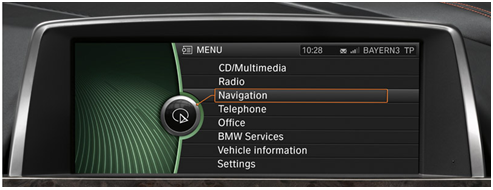 MENU 10:28 BAYERN3 TP
CD/Multimedia
Radio
Navigation
Telephone
Office
BMW Services
Vehicle information
Settings